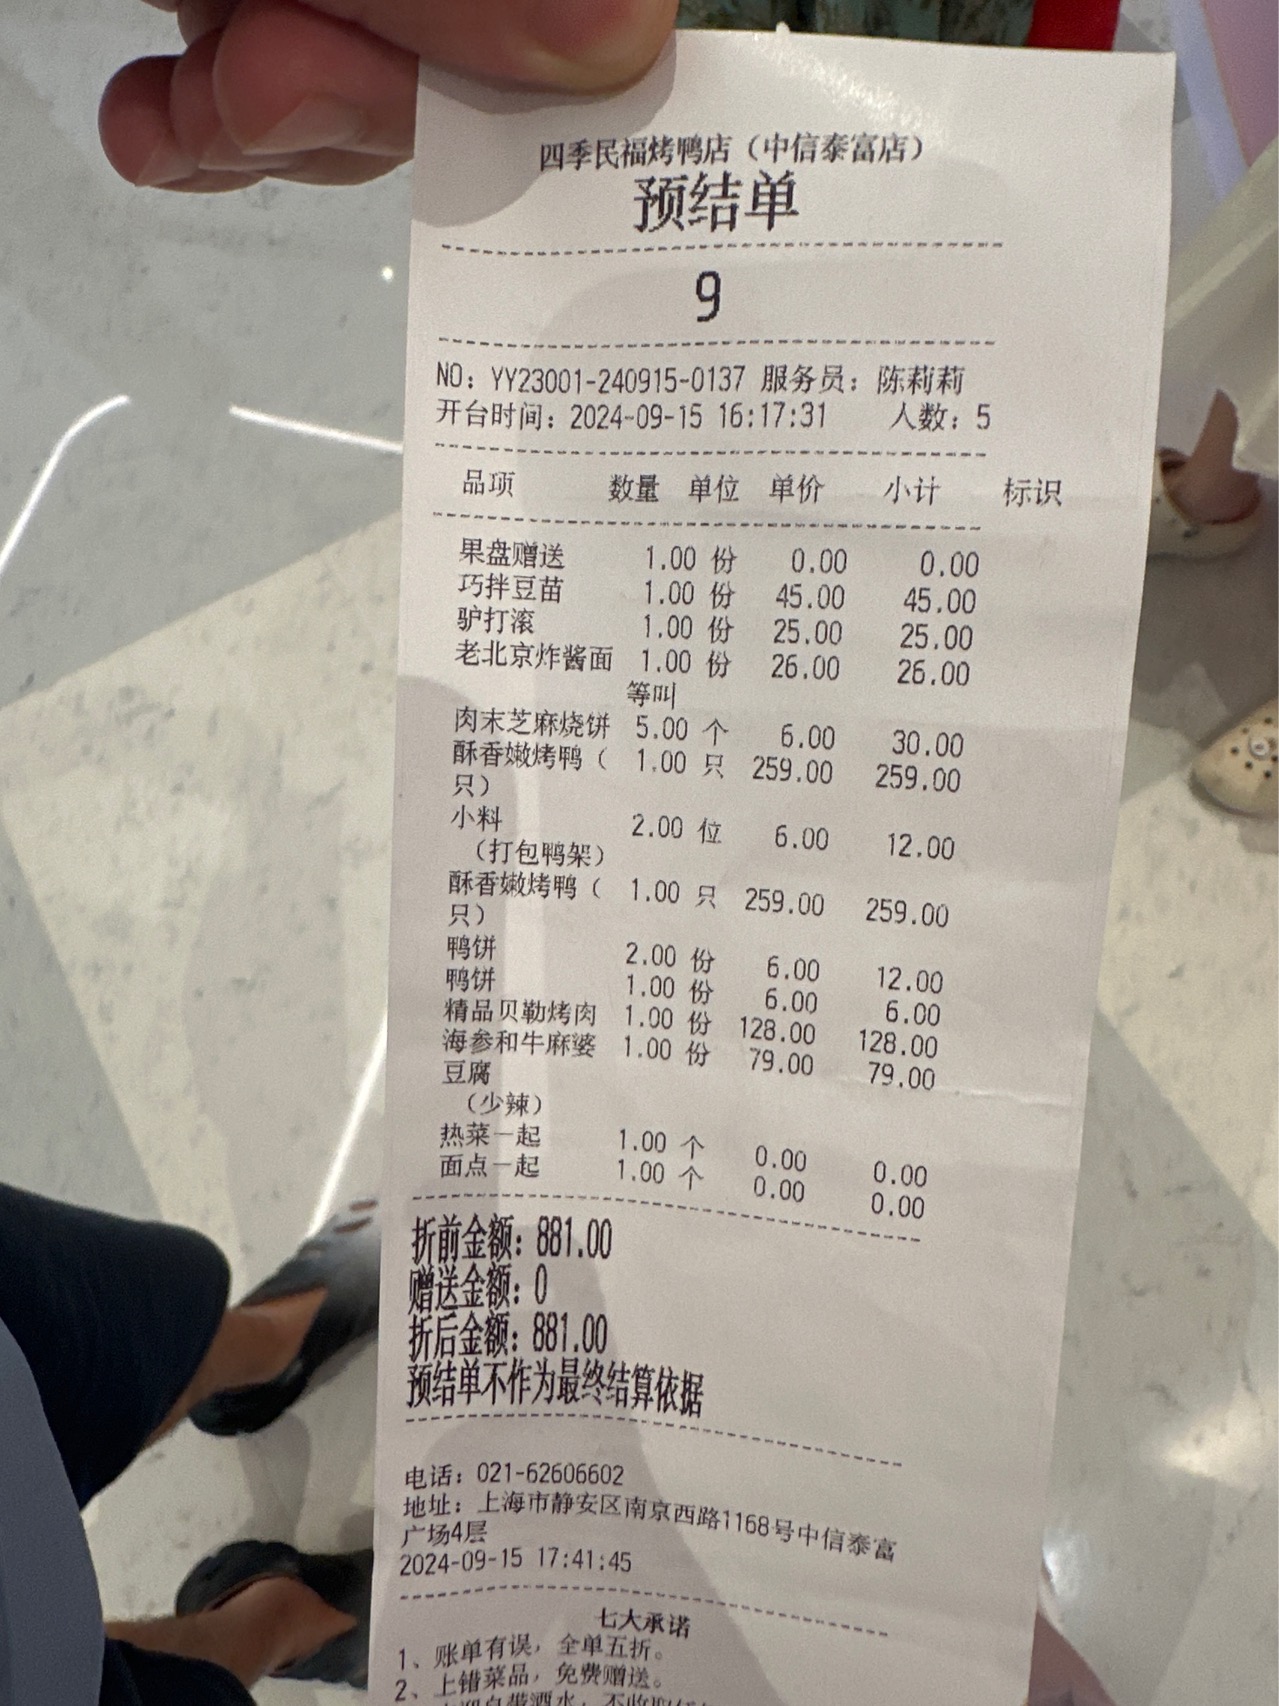 四季民福烤鸭店（中信泰富店）
预结单
9
NO：YY23001-240915-0137 服务员：陈莉莉
开台时间：2024-09-15 16:17:31 人数：5
品项 数量 单位 单价 小计 标识
果盘赠送 1.00 份 0.00 0.00
巧拌豆苗 1.00 份 45.00 45.00
驴打滚 1.00 份 25.00 25.00
老北京炸酱面 1.00 份 26.00 26.00
等叫
肉末芝麻烧饼 5.00 个 6.00 30.00
酥香嫩烤鸭（ 1.00 只 259.00 259.00
只）
小料 2.00 位 6.00 12.00
（打包鸭架）
酥香嫩烤鸭（ 1.00 只 259.00 259.00
只）
鸭饼 2.00 份 6.00 12.00
鸭饼 1.00 份 6.00 6.00
精品贝勒烤肉 1.00 份 128.00 128.00
海参和牛麻婆 1.00 份 79.00 79.00
豆腐
（少辣）
热菜一起 1.00 个 0.00 0.00
面点一起 1.00 个 0.00 0.00
折前金额：881.00
赠送金额：0
折后金额：881.00
预结单不作为最终结算依据
电话：021-62606602
地址：上海市静安区南京西路1168号中信泰富
广场4层
2024-09-15 17:41:45
七大承诺
1、账单有误，全单五折。
2、上错菜品，免费赠送。
自带酒水，不收